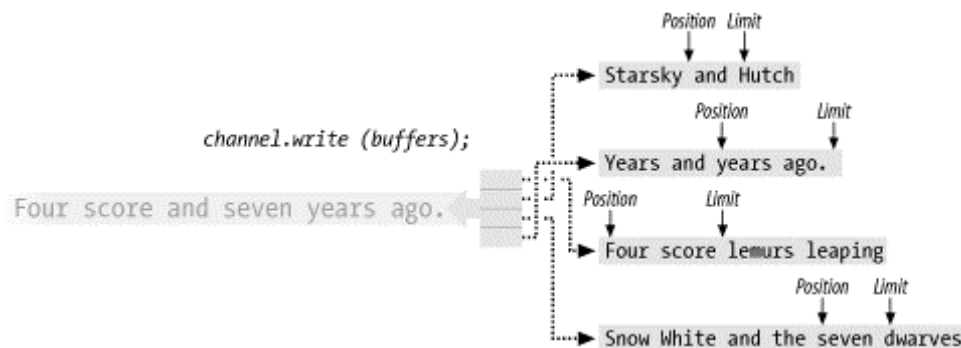 Position Limit
Starsky and Hutch
Position Limit
channel.write (buffers);
Years and years ago.
Four score and seven years ago.
Position Limit
Four score lemurs leaping
Position Limit
Snow White and the seven dwarves